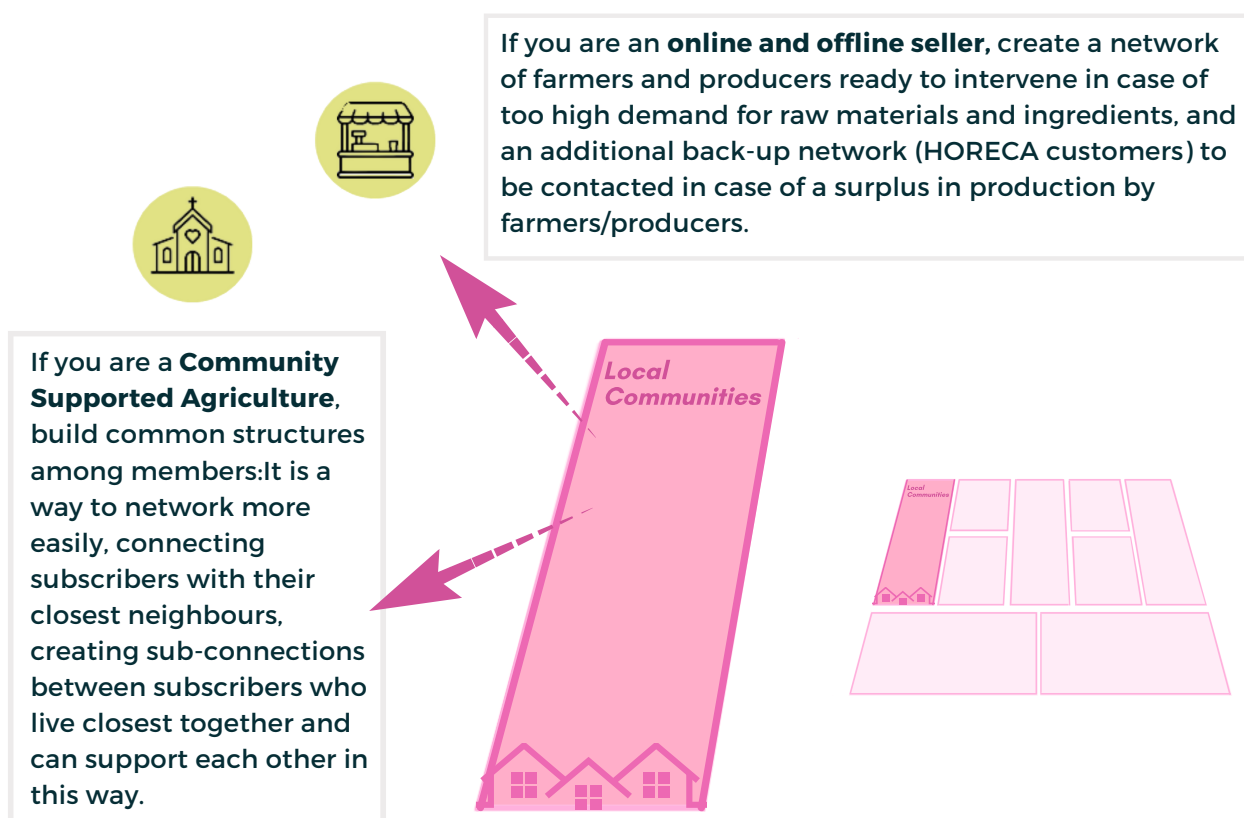 If you are an online and offline seller, create a network
of farmers and producers ready to intervene in case of
too high demand for raw materials and ingredients, and
an additional back-up network (HORECA customers) to
be contacted in case of a surplus in production by
farmers/producers.
If you are a Community
Supported Agriculture,
build common structures
among members:It is a
way to network more
easily, connecting
subscribers with their
closest neighbours,
creating sub-connections
between subscribers who
live closest together and
can support each other in
this way.
Local
Communities
Local
Communities